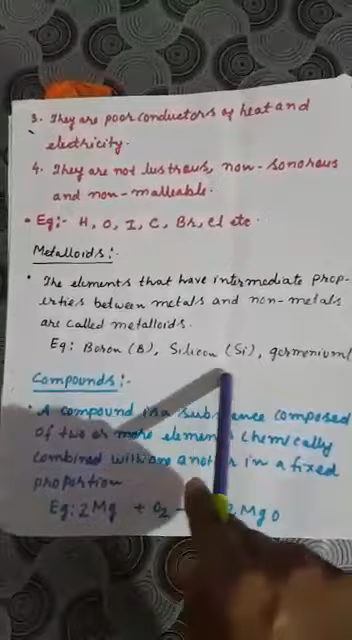 3. They are poor conductors of heat and
electricity.
4. They are not lustrous, non-sonorous
and non-malleable.
• Eg:- H, O, I, C, Br, Cl etc.
Metalloids:-
• The elements that have intermediate prop-
erties between metals and non-metals
are called metalloids.
Eg: Boron (B), Silicon (Si), germonium(
Compounds:-
• A compound is a substance composed
of two or more elemen chemically
combined with one another in a fixed
proportion
Eg: 2Mg + O2 2MgO